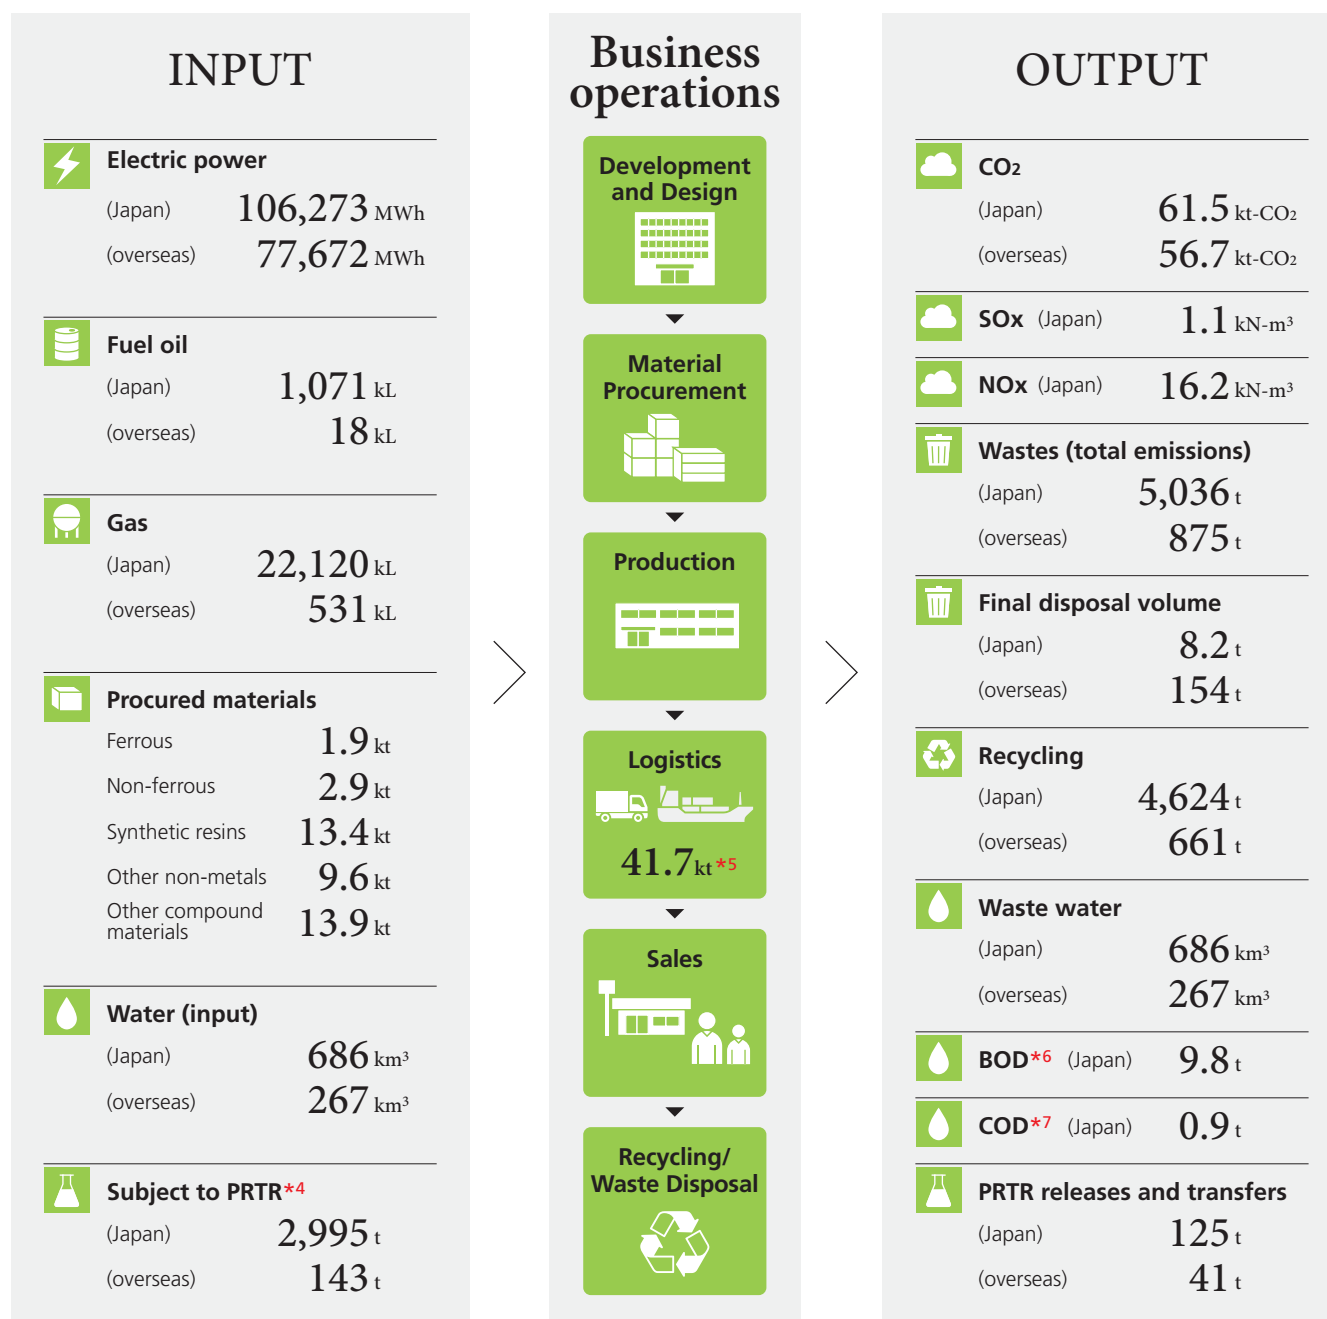 INPUT
Electric power
(Japan) 106,273 MWh
(overseas) 77,672 MWh
Fuel oil
(Japan) 1,071 kL
(overseas) 18 kL
Gas
(Japan) 22,120 kL
(overseas) 531 kL
Procured materials
Ferrous 1.9 kt
Non-ferrous 2.9 kt
Synthetic resins 13.4 kt
Other non-metals 9.6 kt
Other compound
materials 13.9 kt
Water (input)
(Japan) 686 km³
(overseas) 267 km³
Subject to PRTR*4
(Japan) 2,995 t
(overseas) 143 t
Business
operations
Development
and Design
Material
Procurement
Production
Logistics
41.7 kt *5
Sales
Recycling/
Waste Disposal
OUTPUT
CO₂
(Japan) 61.5 kt-CO₂
(overseas) 56.7 kt-CO₂
SOx (Japan) 1.1 kN-m³
NOx (Japan) 16.2 kN-m³
Wastes (total emissions)
(Japan) 5,036 t
(overseas) 875 t
Final disposal volume
(Japan) 8.2 t
(overseas) 154 t
Recycling
(Japan) 4,624 t
(overseas) 661 t
Waste water
(Japan) 686 km³
(overseas) 267 km³
BOD*6 (Japan) 9.8 t
COD*7 (Japan) 0.9 t
PRTR releases and transfers
(Japan) 125 t
(overseas) 41 t